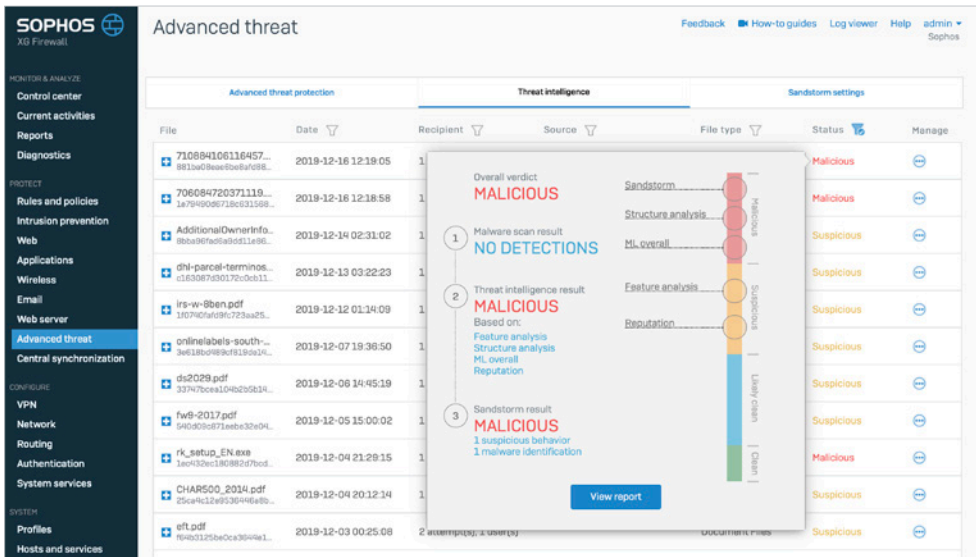 SOPHOS
XG Firewall
Advanced threat
Feedback How-to guides Log viewer Help admin
Sophos
MONITOR & ANALYZE
Control center
Current activities
Reports
Diagnostics
PROTECT
Rules and policies
Intrusion prevention
Web
Applications
Wireless
Email
Web server
Advanced threat
Central synchronization
CONFIGURE
VPN
Network
Routing
Authentication
System services
SYSTEM
Profiles
Hosts and services
Advanced threat protection Threat intelligence Sandstorm settings
File Date Recipient Source File type Status Manage
710884106116457... 2019-12-16 12:19:05 1 Malicious
706084720371119... 2019-12-16 12:18:58 1 Malicious
AdditionalOwnerInfo... 2019-12-14 02:31:02 1 Suspicious
dhl-parcel-terminos... 2019-12-13 03:22:23 1 Suspicious
irs-w-8ben.pdf 2019-12-12 01:14:09 1 Suspicious
onlinelabels-south-... 2019-12-07 19:36:50 1 Suspicious
ds2029.pdf 2019-12-06 14:45:19 1 Suspicious
fw9-2017.pdf 2019-12-05 15:00:02 1 Suspicious
rk_setup_EN.exe 2019-12-04 21:29:15 1 Malicious
CHAR500_2014.pdf 2019-12-04 20:12:14 1 Suspicious
eft.pdf 2019-12-03 00:25:08 2 attempt(s), 1 user(s) Document Files Suspicious
Overall verdict
MALICIOUS
1
Malware scan result
NO DETECTIONS
2
Threat intelligence result
MALICIOUS
Based on:
Feature analysis
Structure analysis
ML overall
Reputation
3
Sandstorm result
MALICIOUS
1 suspicious behavior
1 malware identification
Sandstorm
Structure analysis
ML overall
Feature analysis
Reputation
Malicious
Suspicious
Likely clean
Clean
View report